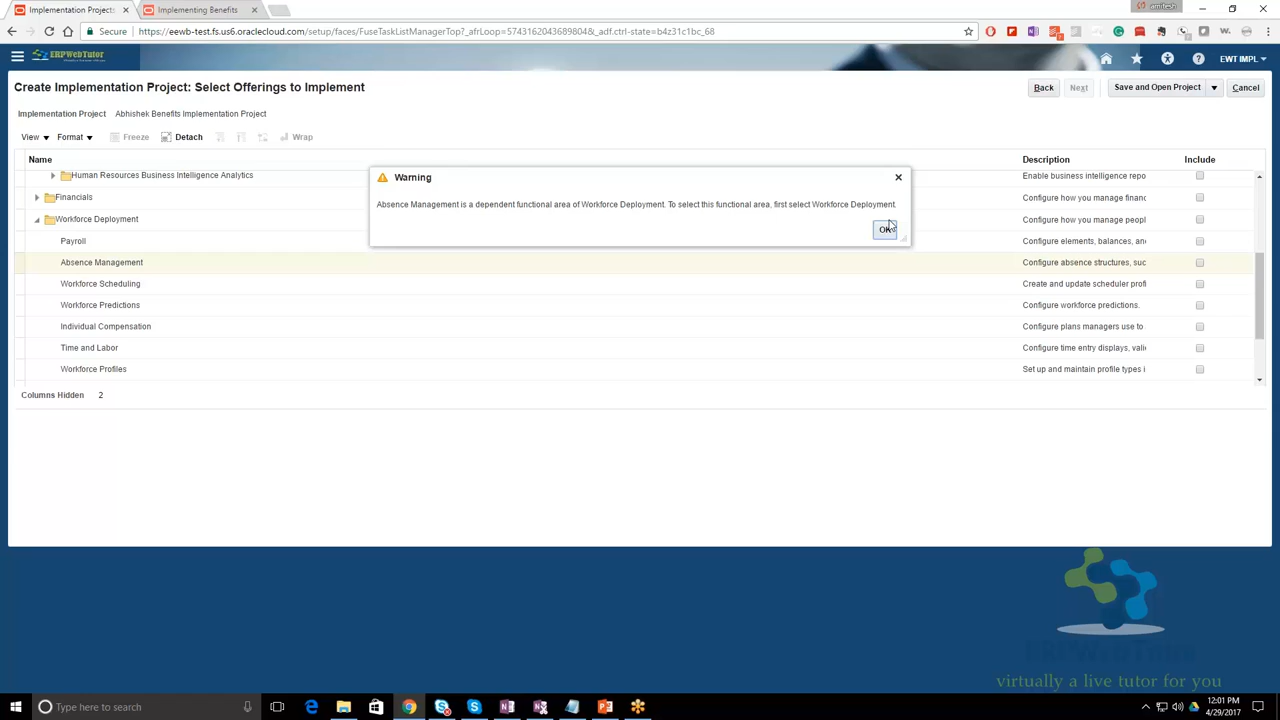 Implementation Project:
Implementing Benefits
amitesh
Secure
https://eewb-test.fs.us6.oraclecloud.com/setup/faces/FuseTaskListManagerTop?_afrLoop=5743162043689804&_adf.ctrl-state=b4z31c1bc_68
ERPWebTutor
EWT IMPL
Create Implementation Project: Select Offerings to Implement
Back
Next
Save and Open Project
Cancel
Implementation Project
Abhishek Benefits Implementation Project
View
Format
Freeze
Detach
Wrap
Name
Description
Include
Human Resources Business Intelligence Analytics
Enable business intelligence repo
Financials
Configure how you manage financ
Workforce Deployment
Configure how you manage peopl
Payroll
Configure elements, balances, an
Absence Management
Configure absence structures, suc
Workforce Scheduling
Create and update scheduler profi
Workforce Predictions
Configure workforce predictions.
Individual Compensation
Configure plans managers use to
Time and Labor
Configure time entry displays, vali
Workforce Profiles
Set up and maintain profile types i
Warning
Absence Management is a dependent functional area of Workforce Deployment. To select this functional area, first select Workforce Deployment.
OK
Columns Hidden 2
ERPWebTutor
virtually a live tutor for you
Type here to search
12:01 PM
4/29/2017